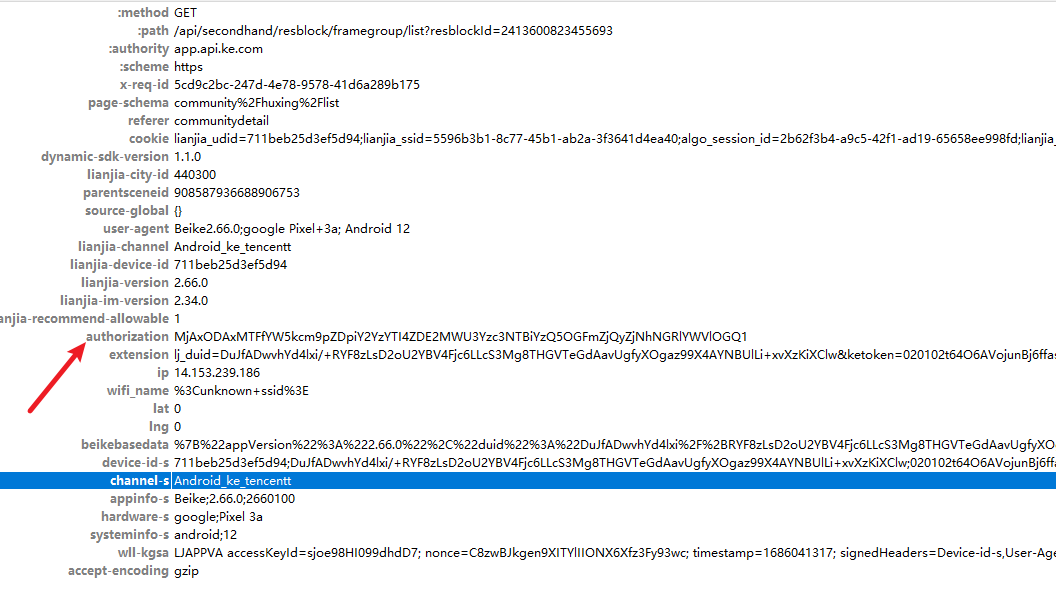 :method GET
:path /api/secondhand/resblock/framegroup/list?resblockId=2413600823455693
:authority app.api.ke.com
:scheme https
x-req-id 5cd9c2bc-247d-4e78-9578-41d6a289b175
page-schema community%2Fhuxing%2Flist
referer communitydetail
cookie lianjia_udid=711beb25d3ef5d94;lianjia_ssid=5596b3b1-8c77-45b1-ab2a-3f3641d4ea40;algo_session_id=2b62f3b4-a9c5-42f1-ad19-65658ee998fd;lianjia_
dynamic-sdk-version 1.1.0
lianjia-city-id 440300
parentsceneid 908587936688906753
source-global {}
user-agent Beike2.66.0;google Pixel+3a; Android 12
lianjia-channel Android_ke_tencentt
lianjia-device-id 711beb25d3ef5d94
lianjia-version 2.66.0
lianjia-im-version 2.34.0
anjia-recommend-allowable 1
authorization MjAxODAxMTFfYW5kcm9pZDpiY2YzYTI4ZDE2MWU3Yzc3NTBiYzQ5OGFmZjQyZjNhNGRlYWVlOGQ1
extension lj_duid=DuJfADwvhYd4lxi/+RYF8zLsD2oU2YBV4Fjc6LLcS3Mg8THGVTeGdAavUgfyXOgaz99X4AYNBUlLi+xvXzKiXClw&ketoken=020102t64O6AVojunBj6ffas
ip 14.153.239.186
wifi_name %3Cunknown+ssid%3E
lat 0
lng 0
beikebasedata %7B%22appVersion%22%3A%222.66.0%22%2C%22duid%22%3A%22DuJfADwvhYd4lxi%2F%2BRYF8zLsD2oU2YBV4Fjc6LLcS3Mg8THGVTeGdAavUgfyXO
device-id-s 711beb25d3ef5d94;DuJfADwvhYd4lxi/+RYF8zLsD2oU2YBV4Fjc6LLcS3Mg8THGVTeGdAavUgfyXOgaz99X4AYNBUlLi+xvXzKiXClw;020102t64O6AVojunBj6ffa
channel-s Android_ke_tencentt
appinfo-s Beike;2.66.0;2660100
hardware-s google;Pixel 3a
systeminfo-s android;12
wll-kgsa LJAPPVA accessKeyId=sjoe98HI099dhdD7; nonce=C8zwBJkgen9XITYlIIONX6Xfz3Fy93wc; timestamp=1686041317; signedHeaders=Device-id-s,User-Age
accept-encoding gzip